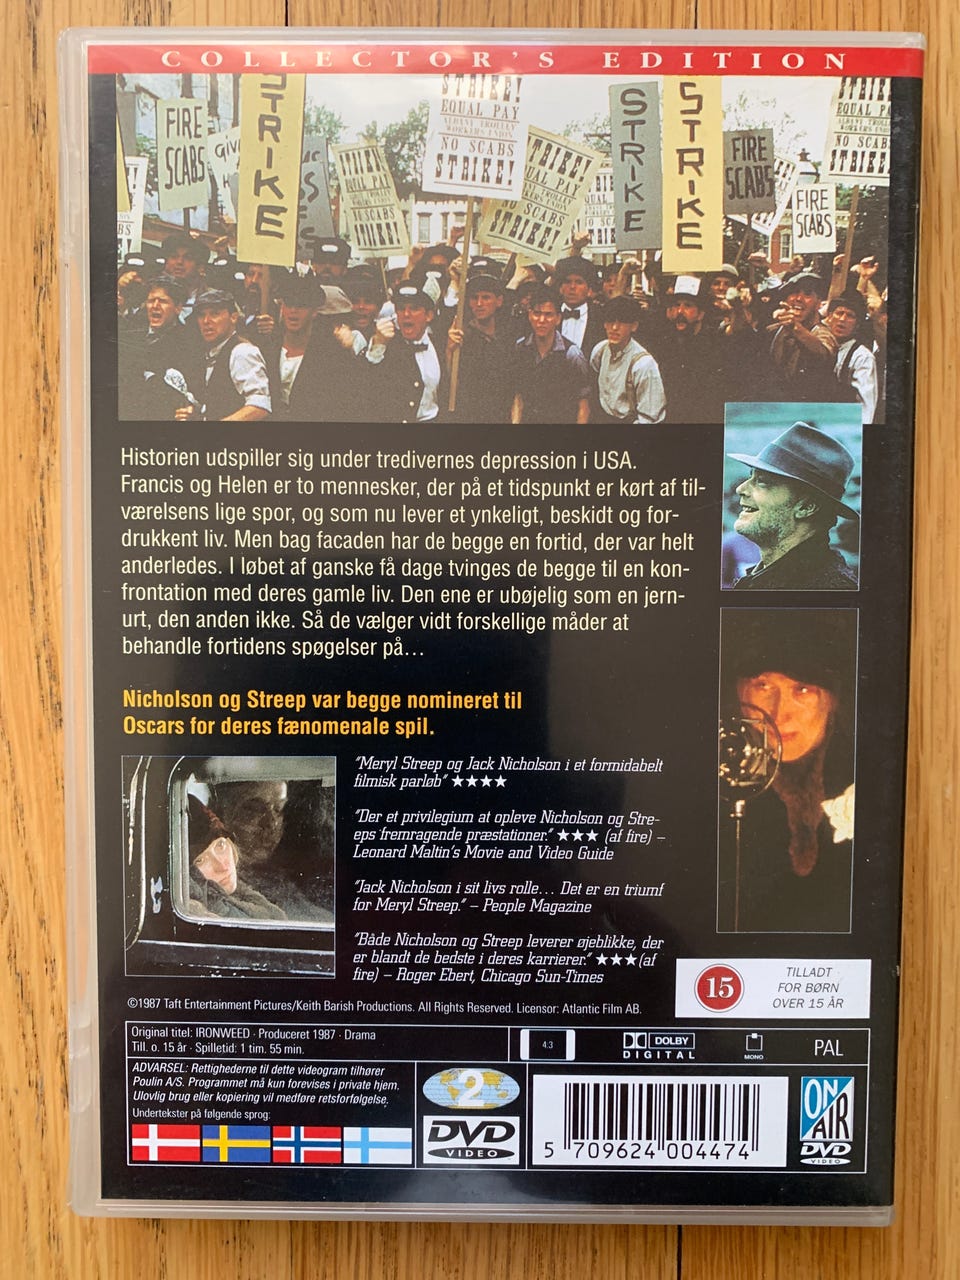 COLLECTOR'S EDITION
FIRE SCABS
STRIKE
STRIKE!
EQUAL PAY
ALBANY TROLLEY
WORKERS UNION
NO SCABS
STRIKE!
STRIKE
STRIKE
FIRE SCABS
FIRE SCABS
Historien udspiller sig under tredivernes depression i USA.
Francis og Helen er to mennesker, der på et tidspunkt er kørt af til-
værelsens lige spor, og som nu lever et ynkeligt, beskidt og for-
drukkent liv. Men bag facaden har de begge en fortid, der var helt
anderledes. I løbet af ganske få dage tvinges de begge til en kon-
frontation med deres gamle liv. Den ene er ubøjelig som en jern-
urt, den anden ikke. Så de vælger vidt forskellige måder at
behandle fortidens spøgelser på...
Nicholson og Streep var begge nomineret til
Oscars for deres fænomenale spil.
"Meryl Streep og Jack Nicholson i et formidabelt
filmisk parløb" ★★★★
"Der et privilegium at opleve Nicholson og Stre-
eps fremragende præstationer." ★★★ (af fire) –
Leonard Maltin's Movie and Video Guide
"Jack Nicholson i sit livs rolle... Det er en triumf
for Meryl Streep." – People Magazine
"Både Nicholson og Streep leverer øjeblikke, der
er blandt de bedste i deres karrierer." ★★★(af
fire) – Roger Ebert, Chicago Sun-Times
15
TILLADT
FOR BØRN
OVER 15 ÅR
©1987 Taft Entertainment Pictures/Keith Barish Productions. All Rights Reserved. Licensor: Atlantic Film AB.
Original titel: IRONWEED · Produceret 1987 · Drama
Till. o. 15 år · Spilletid: 1 tim. 55 min.
4:3
DOLBY
DIGITAL
MONO
PAL
ADVARSEL: Rettighederne til dette videogram tilhører
Poulin A/S. Programmet må kun forevises i private hjem.
Ulovlig brug eller kopiering vil medføre retsforfølgelse.
Undertekster på følgende sprog:
2
DVD
VIDEO
5 709624 004474
ON
AIR
DVD
VIDEO